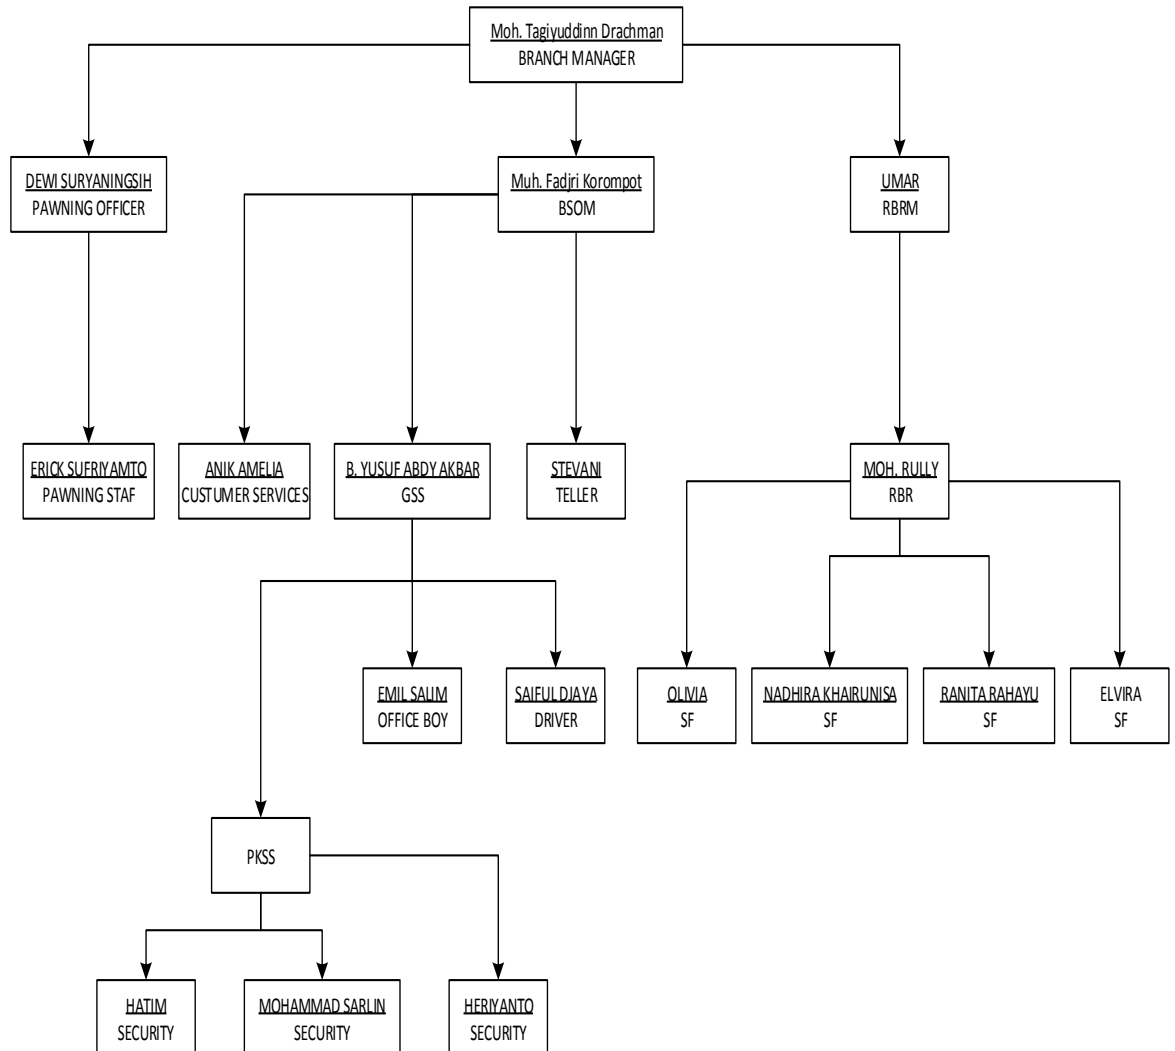 Moh. Tagiyuddinn Drachman
BRANCH MANAGER
DEWI SURYANINGSIH
PAWNING OFFICER
Muh. Fadjri Korompot
BSOM
UMAR
RBRM
ERICK SUFRIYAMTO
PAWNING STAF
ANIK AMELIA
CUSTUMER SERVICES
B. YUSUF ABDY AKBAR
GSS
STEVANI
TELLER
MOH. RULLY
RBR
EMIL SALIM
OFFICE BOY
SAIFUL DJAYA
DRIVER
OLIVIA
SF
NADHIRA KHAIRUNISA
SF
RANITA RAHAYU
SF
ELVIRA
SF
PKSS
HATIM
SECURITY
MOHAMMAD SARLIN
SECURITY
HERIYANTO
SECURITY